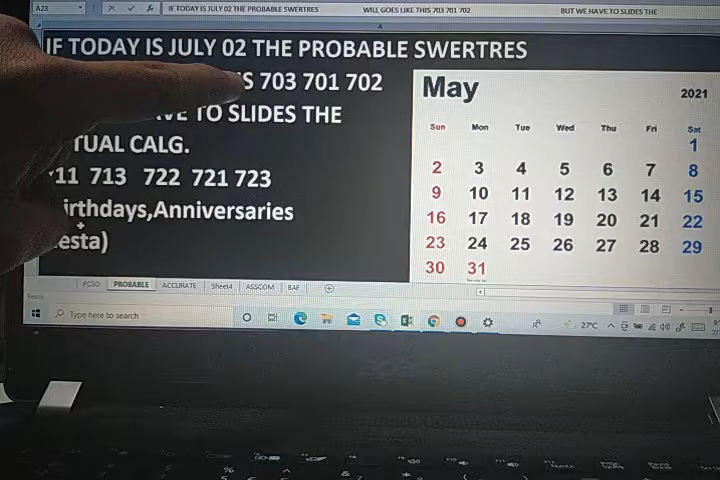 A23
IF TODAY IS JULY 02 THE PROBABLE SWERTRES WILL GOES LIKE THIS 703 701 702 BUT WE HAVE TO SLIDES THE
A
IF TODAY IS JULY 02 THE PROBABLE SWERTRES
S 703 701 702
TO SLIDES THE
TUAL CALG.
11 713 722 721 723
irthdays,Anniversaries
esta)
May 2021
Sun Mon Tue Wed Thu Fri Sat
1
2 3 4 5 6 7 8
9 10 11 12 13 14 15
16 17 18 19 20 21 22
23 24 25 26 27 28 29
30 31
PCSO PROBABLE ACCURATE Sheet4 ASSCOM BAF
Type here to search
27°C